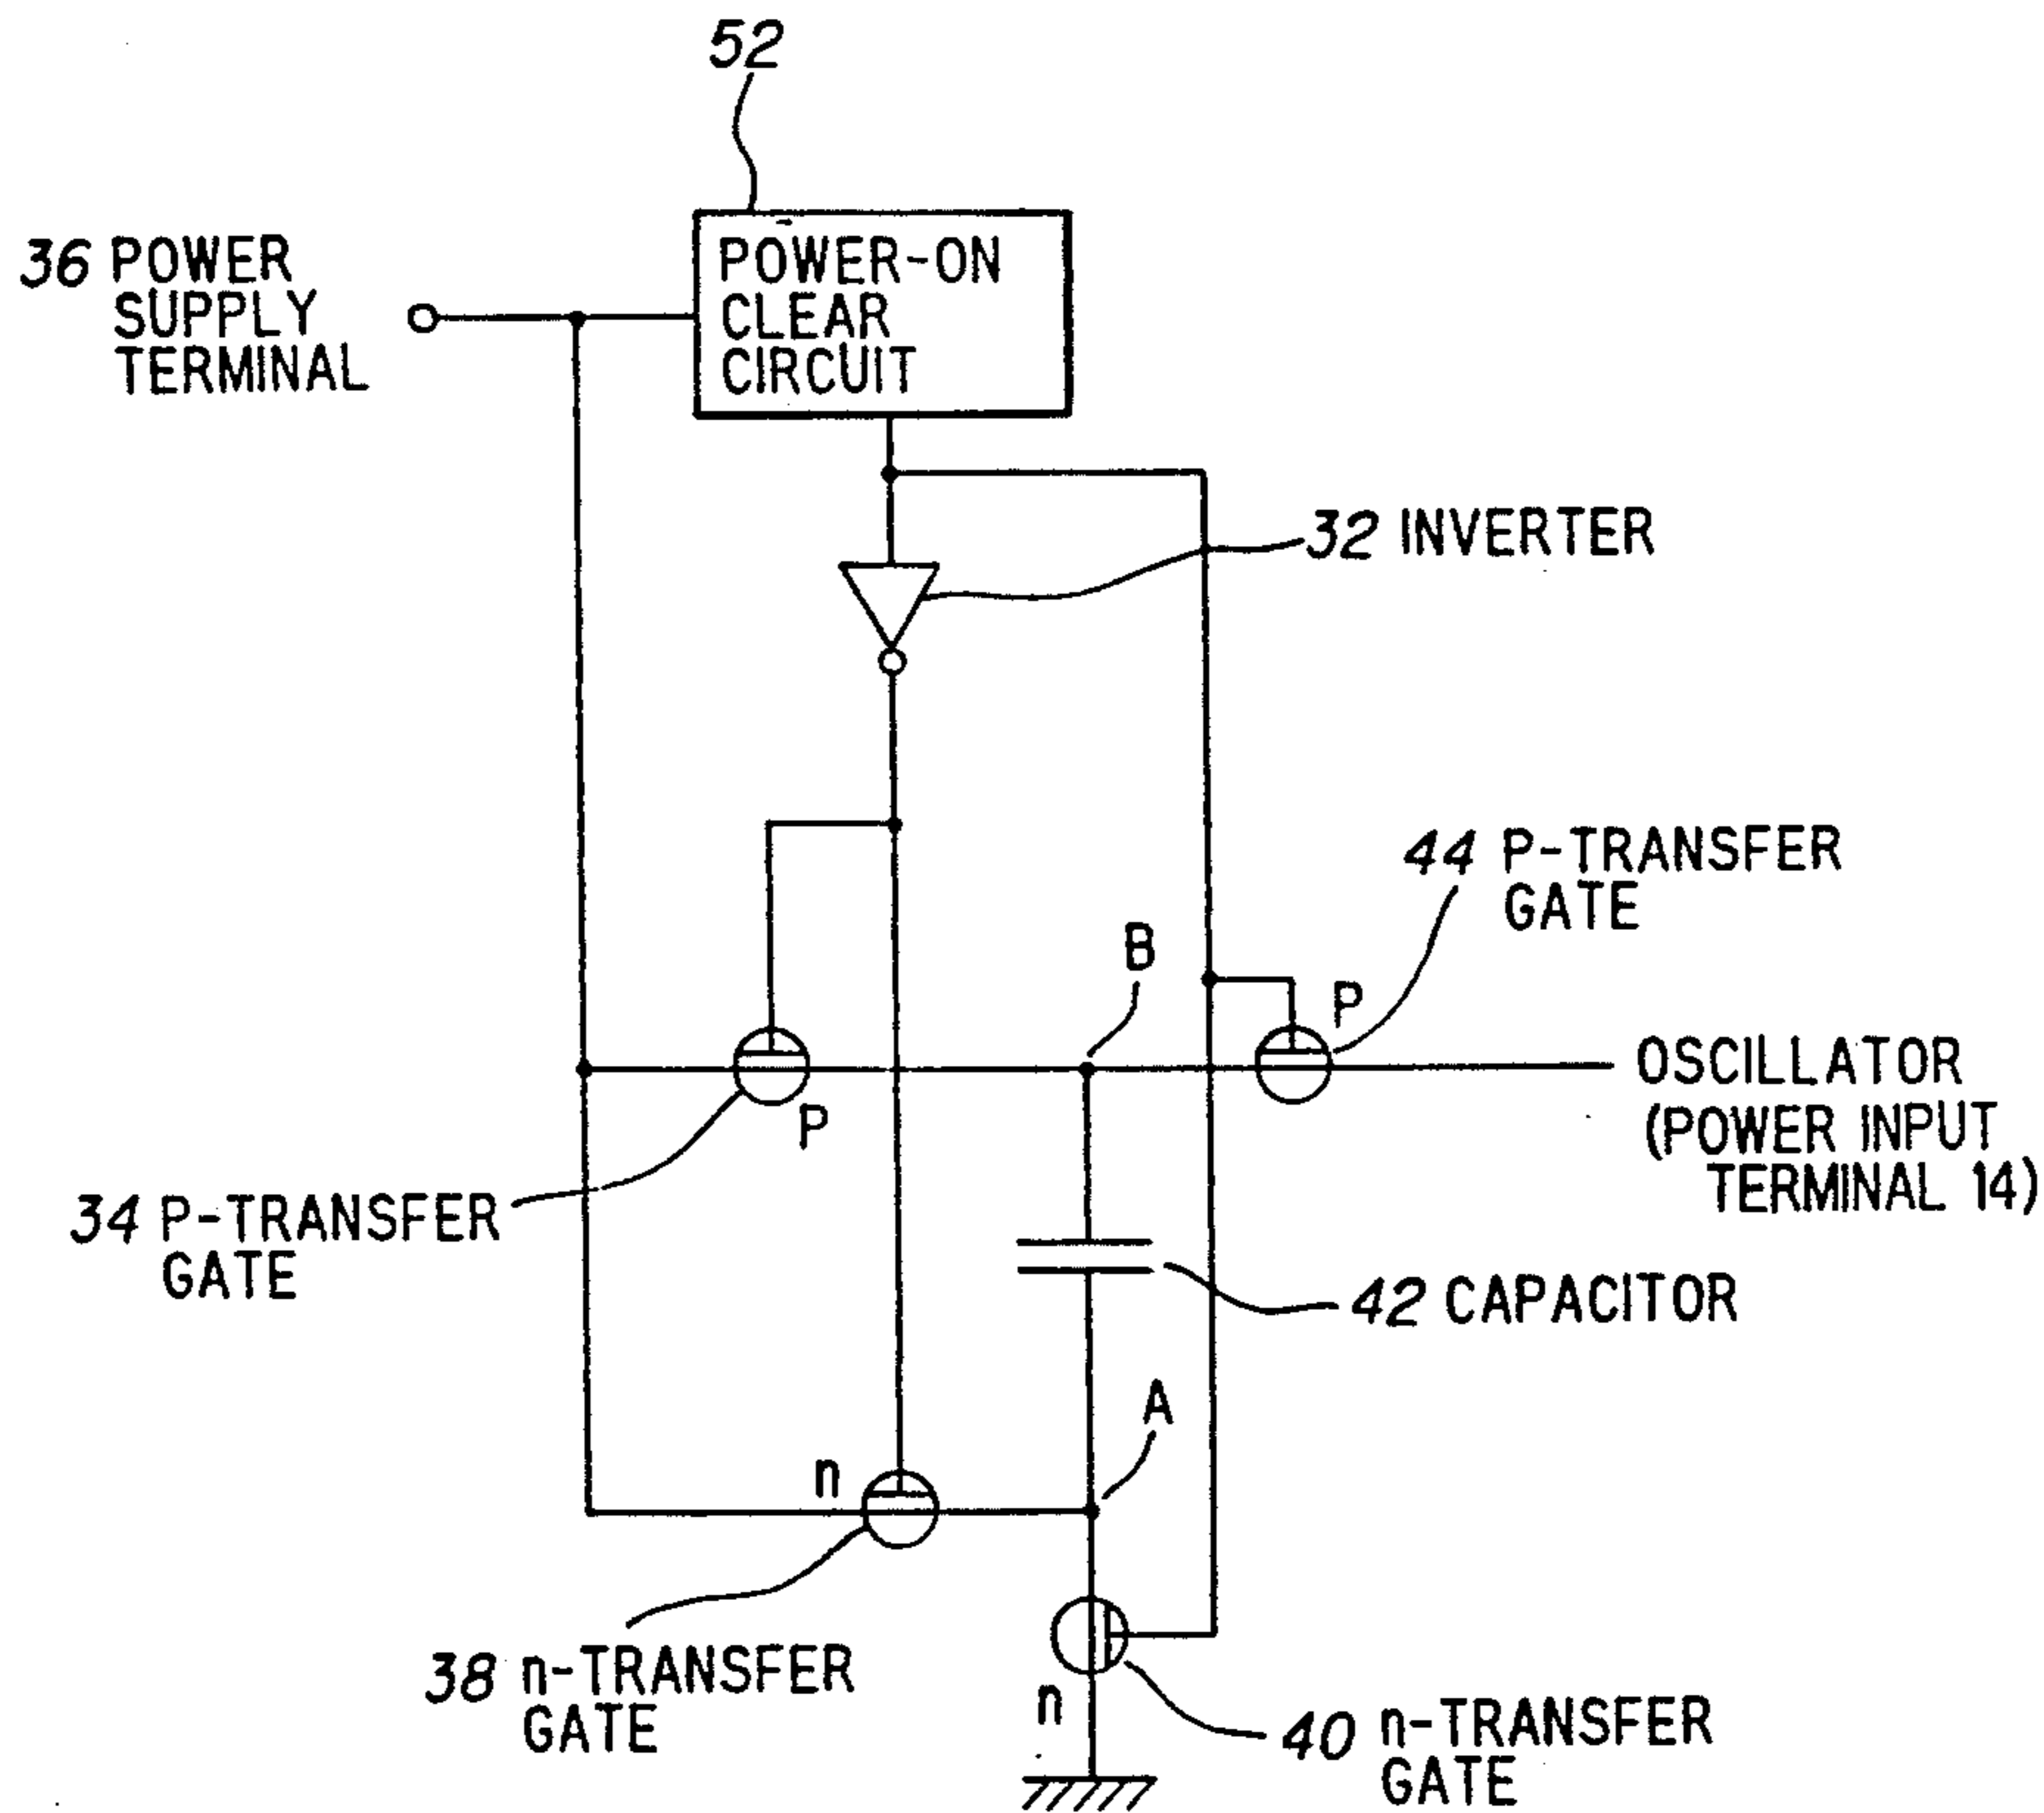 52
36 POWER
SUPPLY
TERMINAL
POWER-ON
CLEAR
CIRCUIT
32 INVERTER
44 P-TRANSFER
GATE
B
P
P
OSCILLATOR
(POWER INPUT
TERMINAL 14)
34 P-TRANSFER
GATE
42 CAPACITOR
A
n
38 n-TRANSFER
GATE
n
40 n-TRANSFER
GATE